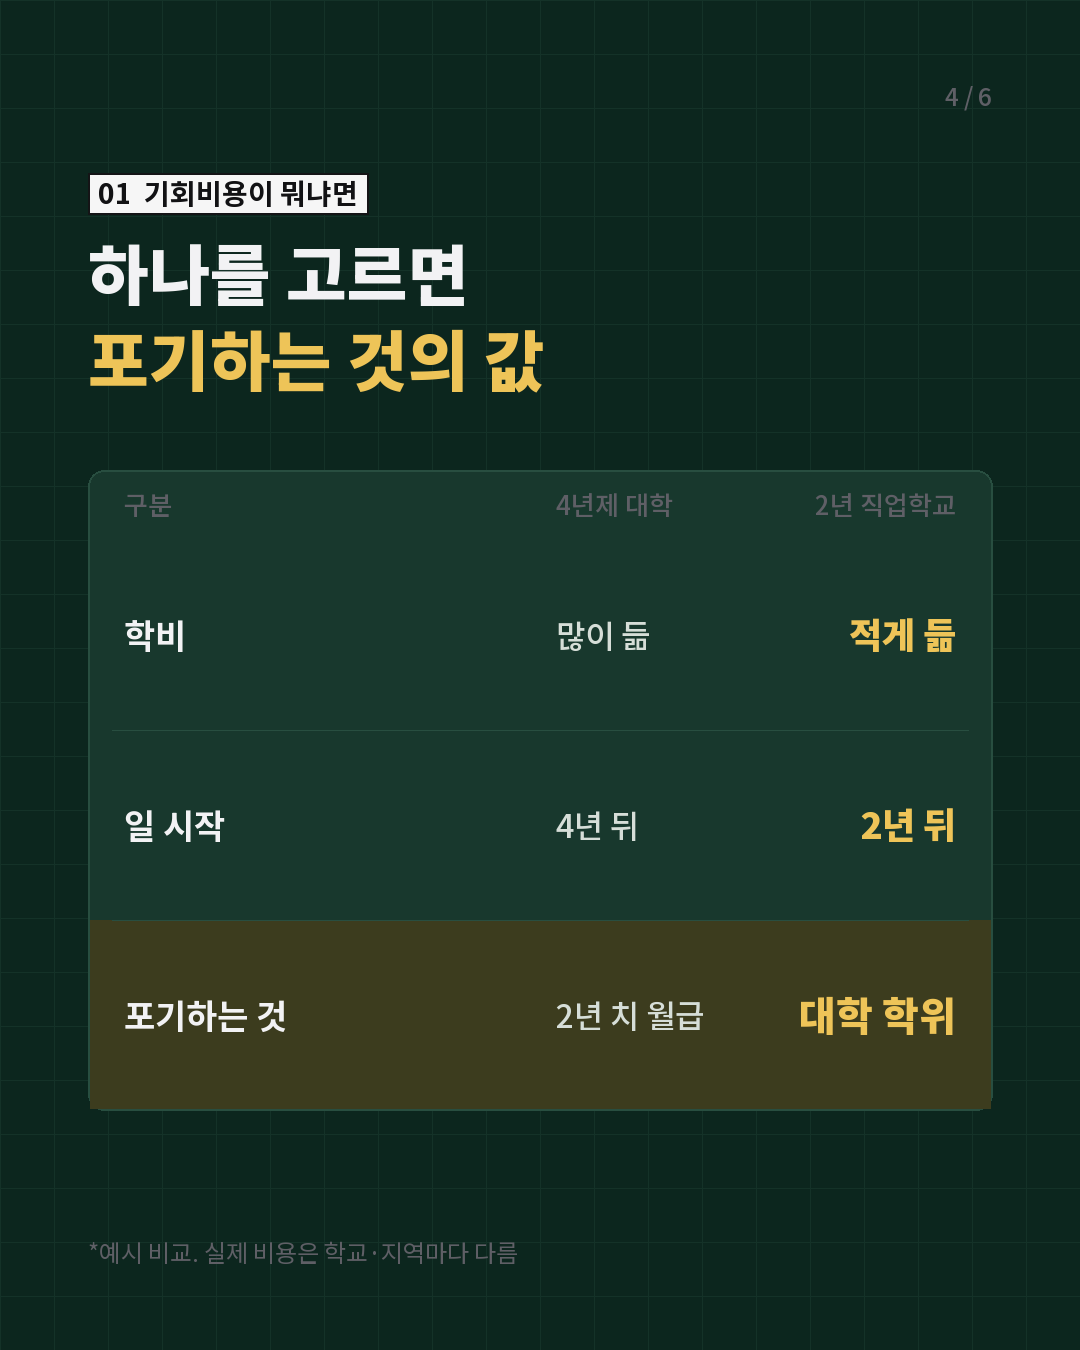 4 / 6
01 기회비용이 뭐냐면
하나를 고르면
포기하는 것의 값
구분 4년제 대학 2년 직업학교
학비 많이 듦 적게 듦
일 시작 4년 뒤 2년 뒤
포기하는 것 2년 치 월급 대학 학위
*예시 비교. 실제 비용은 학교·지역마다 다름